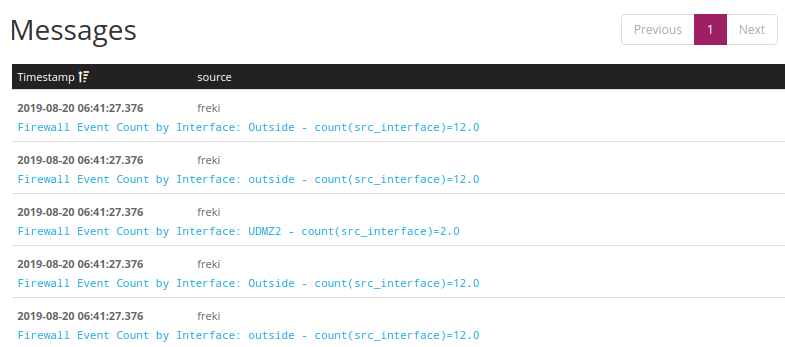 Messages
Previous 1 Next
Timestamp source
2019-08-20 06:41:27.376 freki
Firewall Event Count by Interface: Outside - count(src_interface)=12.0
2019-08-20 06:41:27.376 freki
Firewall Event Count by Interface: outside - count(src_interface)=12.0
2019-08-20 06:41:27.376 freki
Firewall Event Count by Interface: UDMZ2 - count(src_interface)=2.0
2019-08-20 06:41:27.376 freki
Firewall Event Count by Interface: Outside - count(src_interface)=12.0
2019-08-20 06:41:27.376 freki
Firewall Event Count by Interface: outside - count(src_interface)=12.0